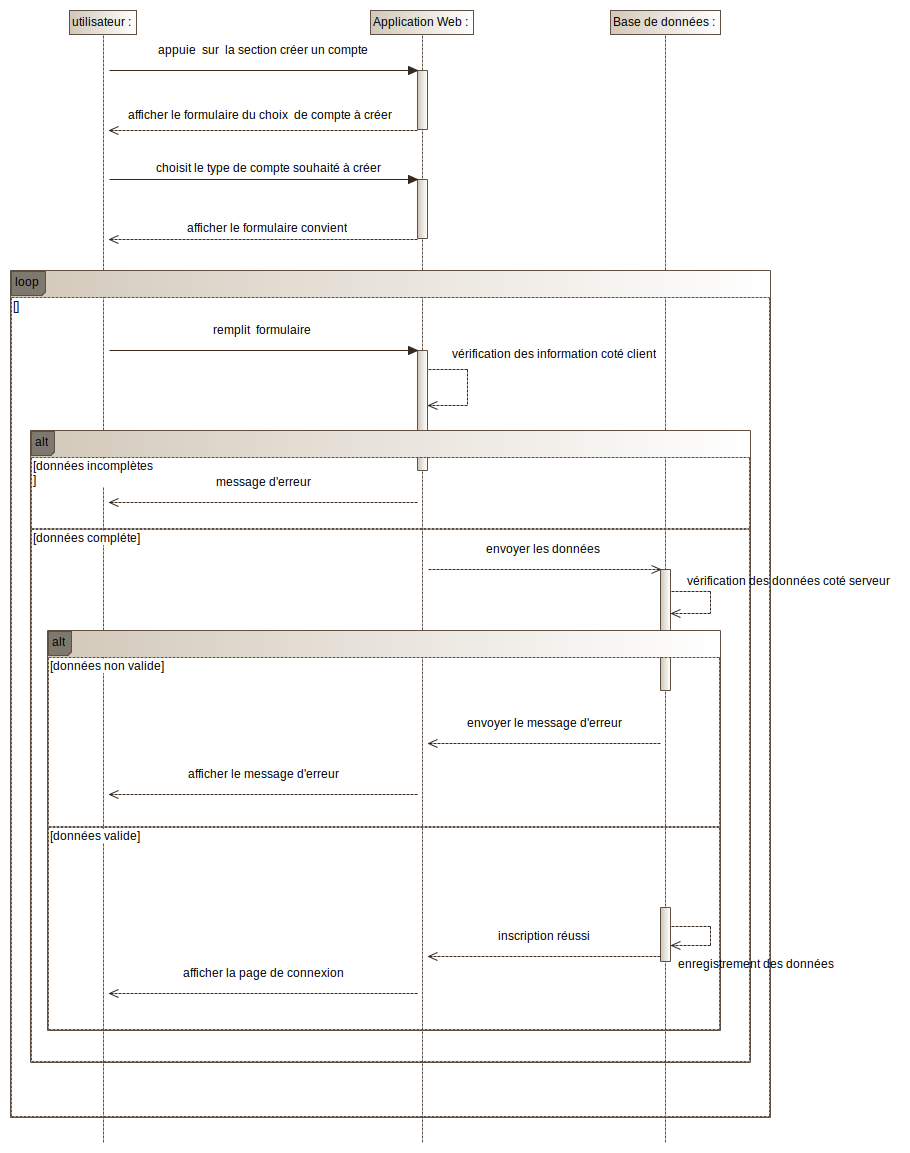 utilisateur :
Application Web :
Base de données :
appuie  sur  la section créer un compte
afficher le formulaire du choix  de compte à créer
choisit le type de compte souhaité à créer
afficher le formulaire convient
loop
[]
remplit  formulaire
vérification des information coté client
alt
[données incomplètes
]
message d'erreur
[données compléte]
envoyer les données
vérification des données coté serveur
alt
[données non valide]
envoyer le message d'erreur
afficher le message d'erreur
[données valide]
inscription réussi
enregistrement des données
afficher la page de connexion